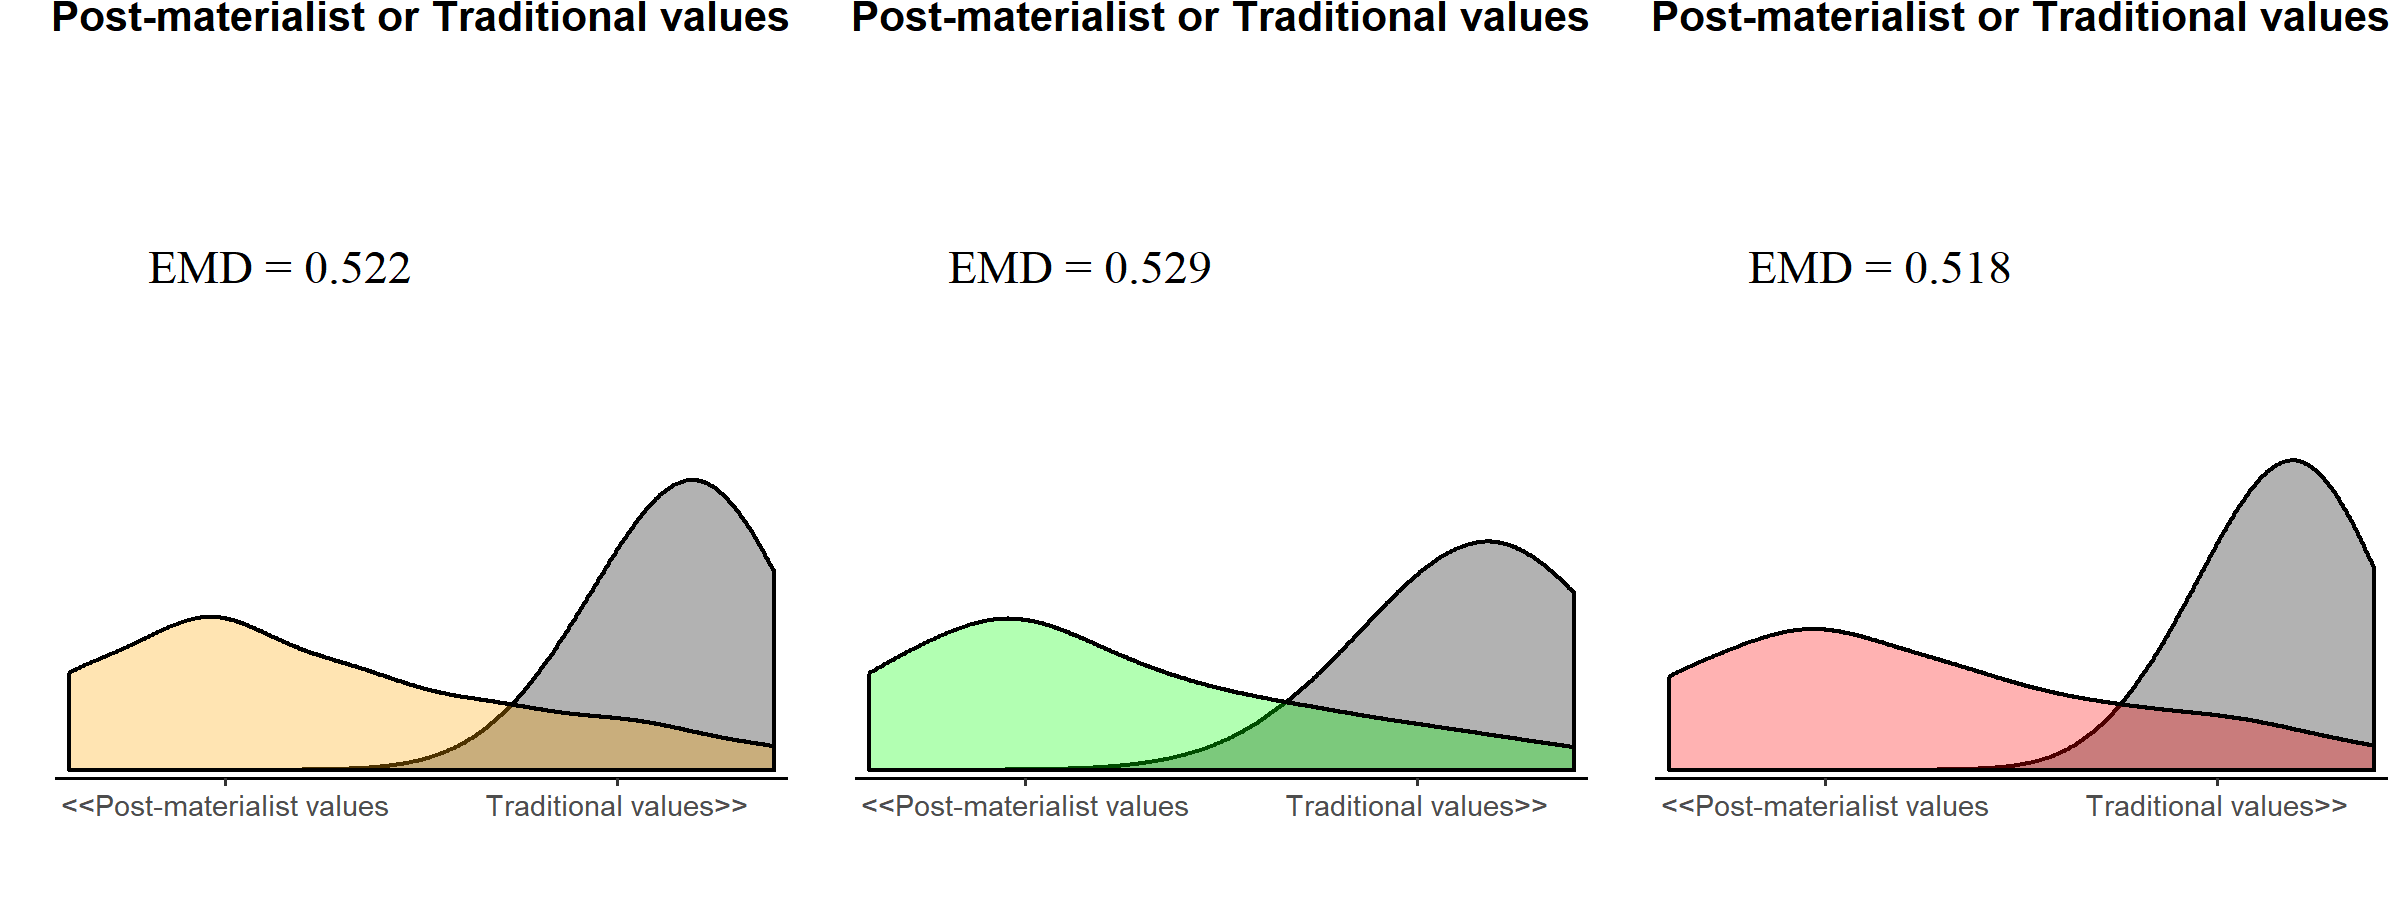 Post-materialist or Traditional values
EMD = 0.522
<<Post-materialist values
Traditional values>>
Post-materialist or Traditional values
EMD = 0.529
<<Post-materialist values
Traditional values>>
Post-materialist or Traditional values
EMD = 0.518
<<Post-materialist values
Traditional values>>